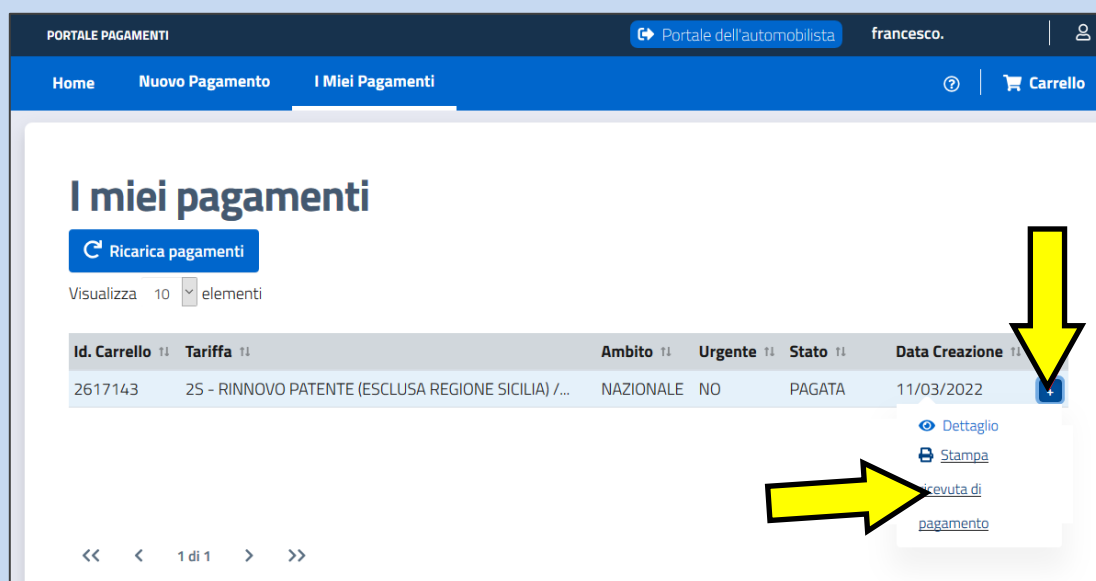 PORTALE PAGAMENTI
Portale dell'automobilista
francesco.
Home
Nuovo Pagamento
I Miei Pagamenti
Carrello
I miei pagamenti
Ricarica pagamenti
Visualizza 10 elementi
Id. Carrello Tariffa Ambito Urgente Stato Data Creazione
2617143 2S - RINNOVO PATENTE (ESCLUSA REGIONE SICILIA) /... NAZIONALE NO PAGATA 11/03/2022 +
Dettaglio
Stampa
ricevuta di
pagamento
<< < 1 di 1 > >>